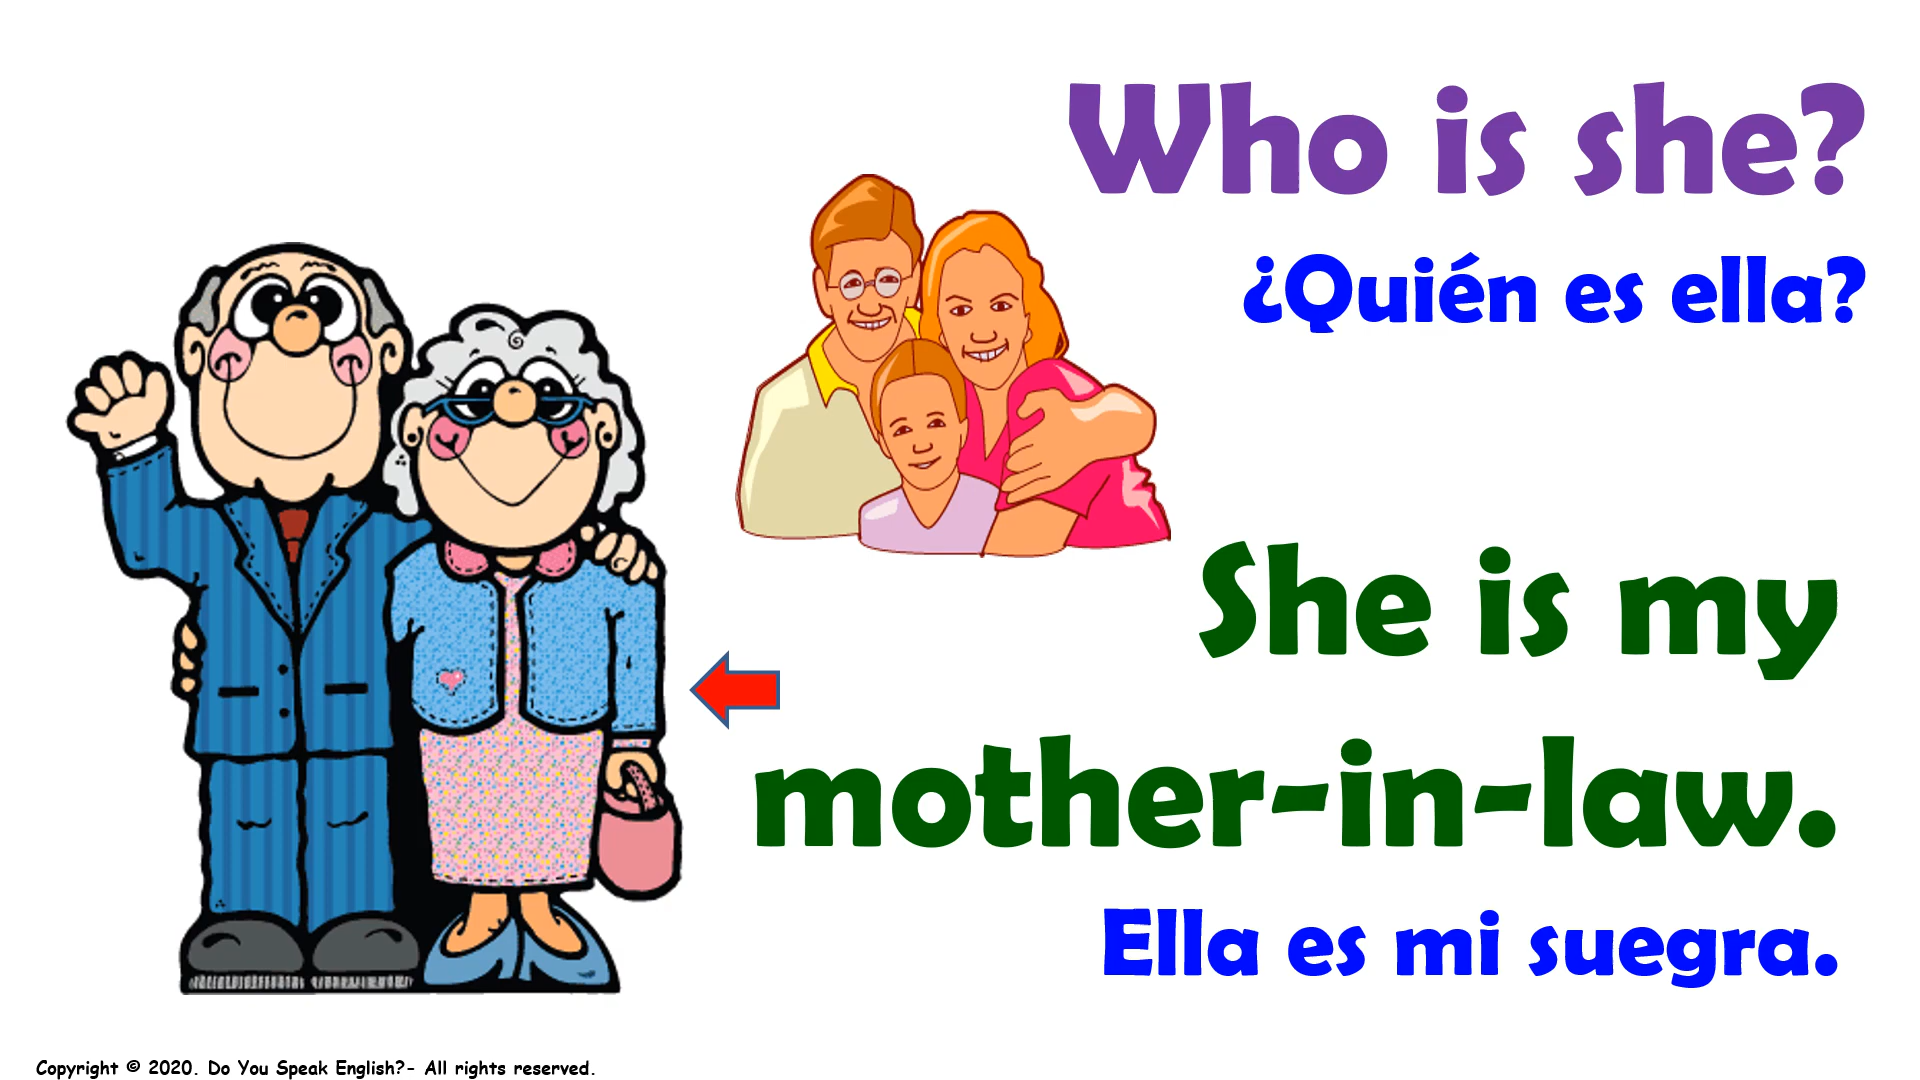 Who is she?
¿Quién es ella?
She is my
mother-in-law.
Ella es mi suegra.
Copyright © 2020. Do You Speak English?- All rights reserved.